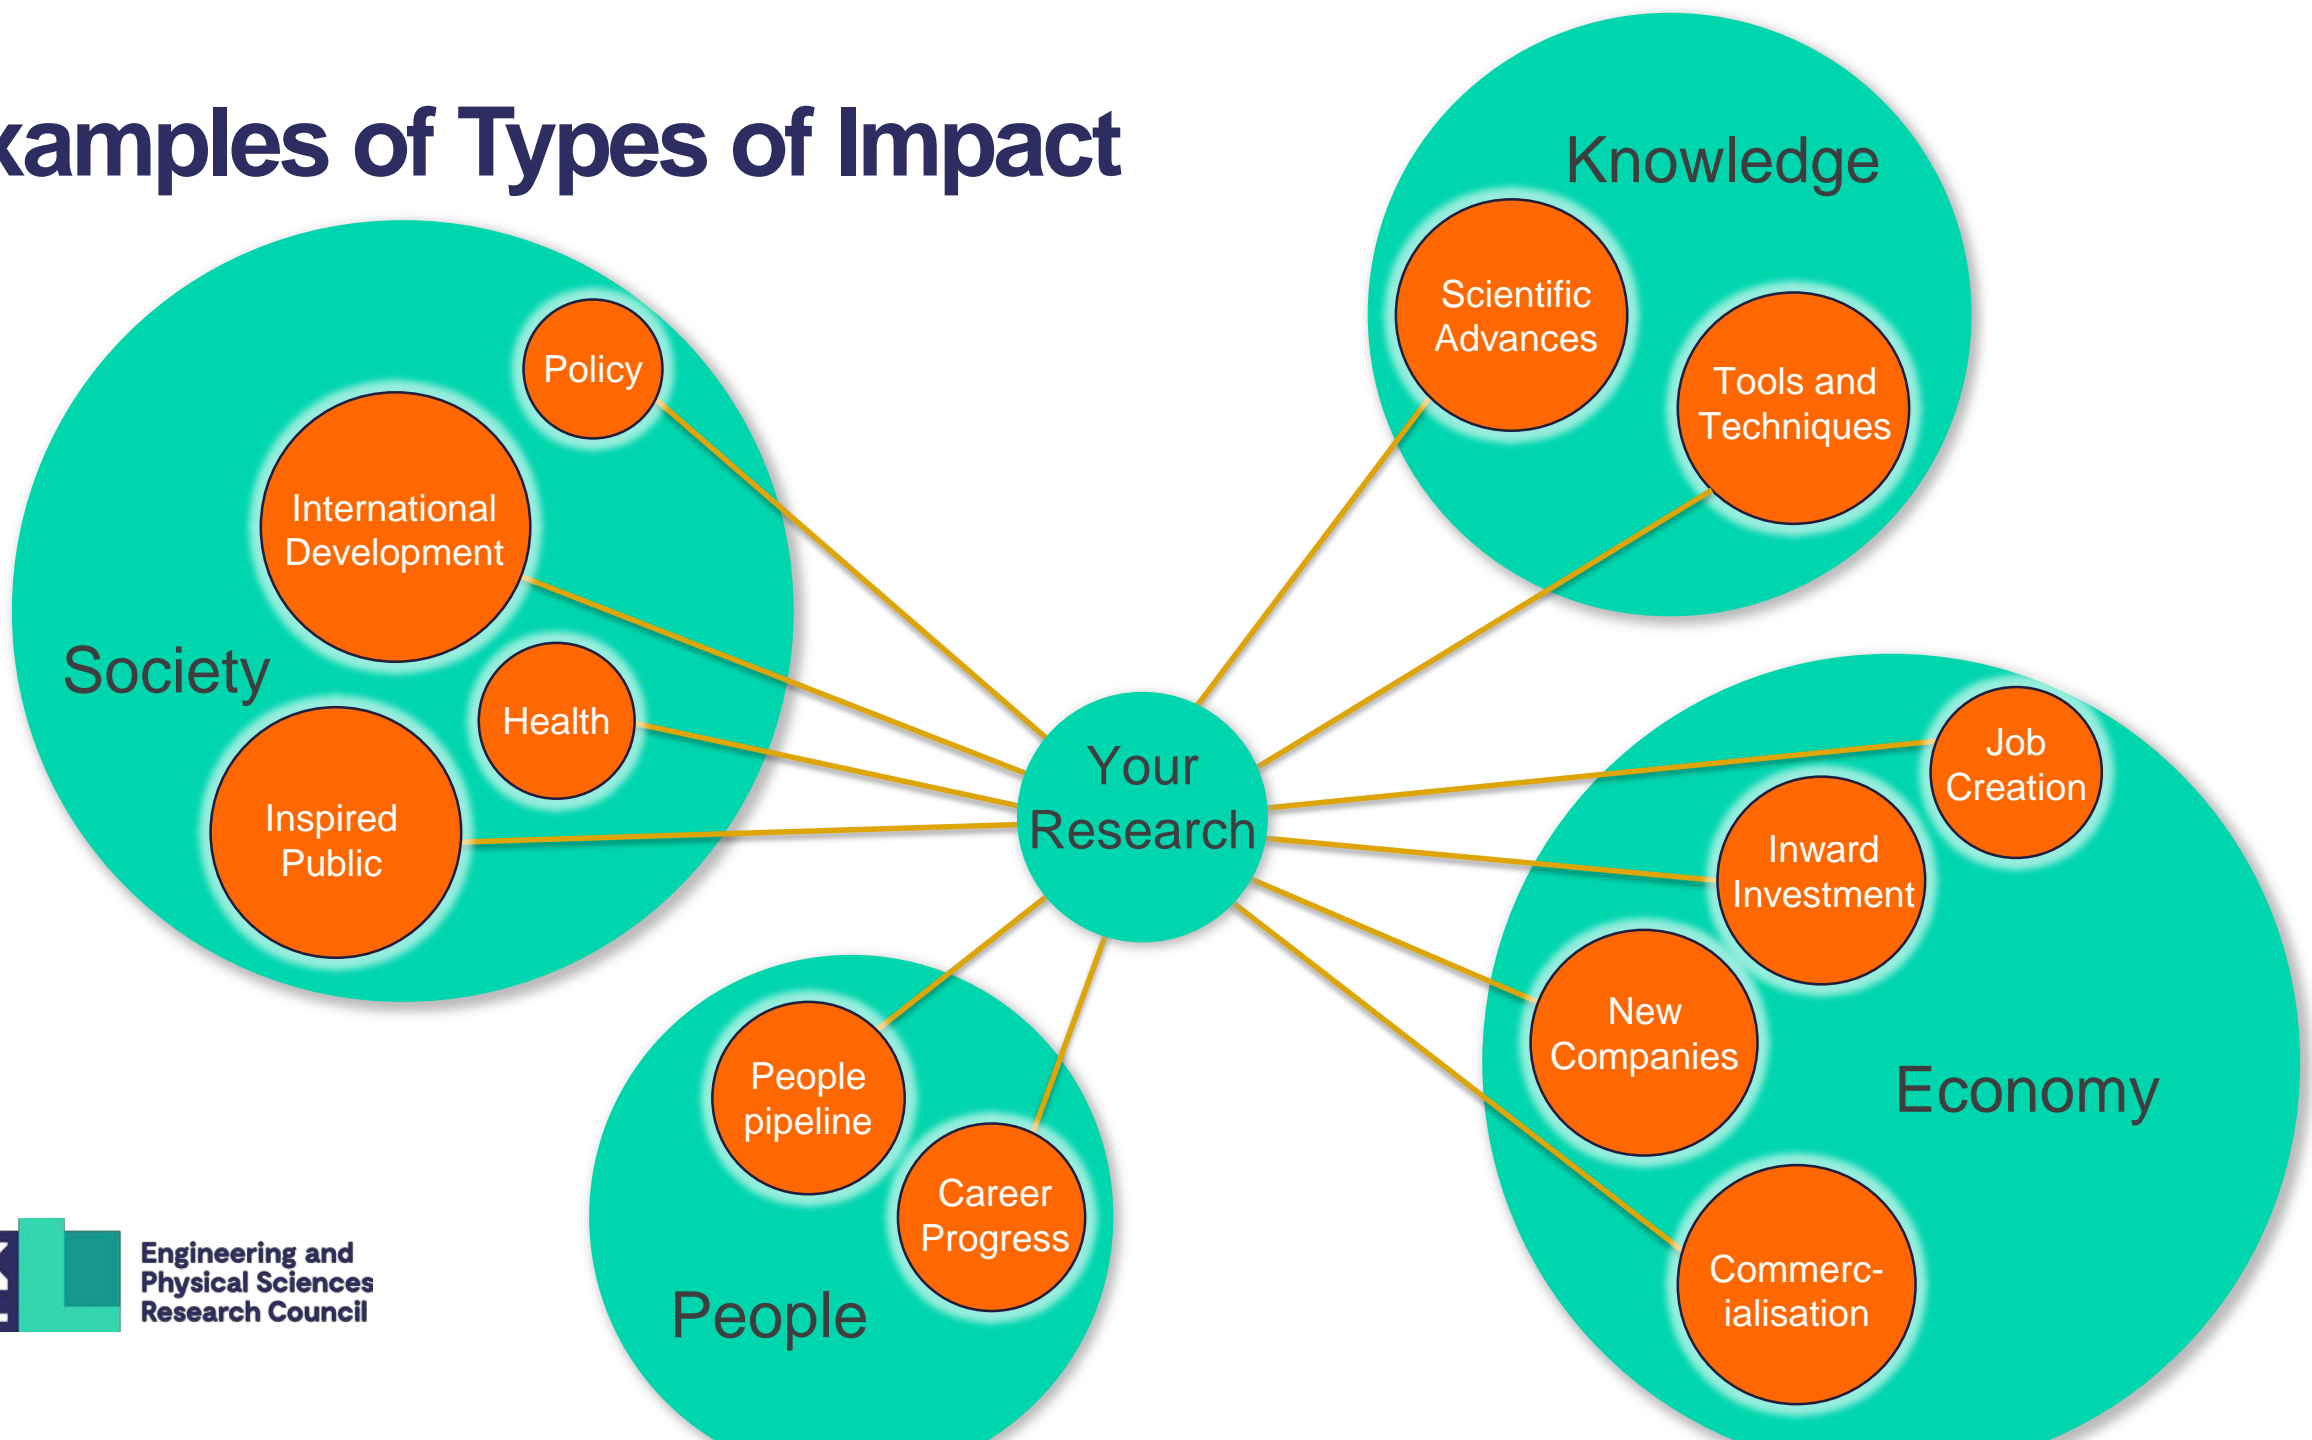 xamples of Types of Impact
Knowledge
Scientific
Advances
Tools and
Techniques
Policy
International
Development
Society
Health
Inspired
Public
Your
Research
Job
Creation
Inward
Investment
New
Companies
Economy
Commerc-
ialisation
People
pipeline
Career
Progress
People
Engineering and
Physical Sciences
Research Council